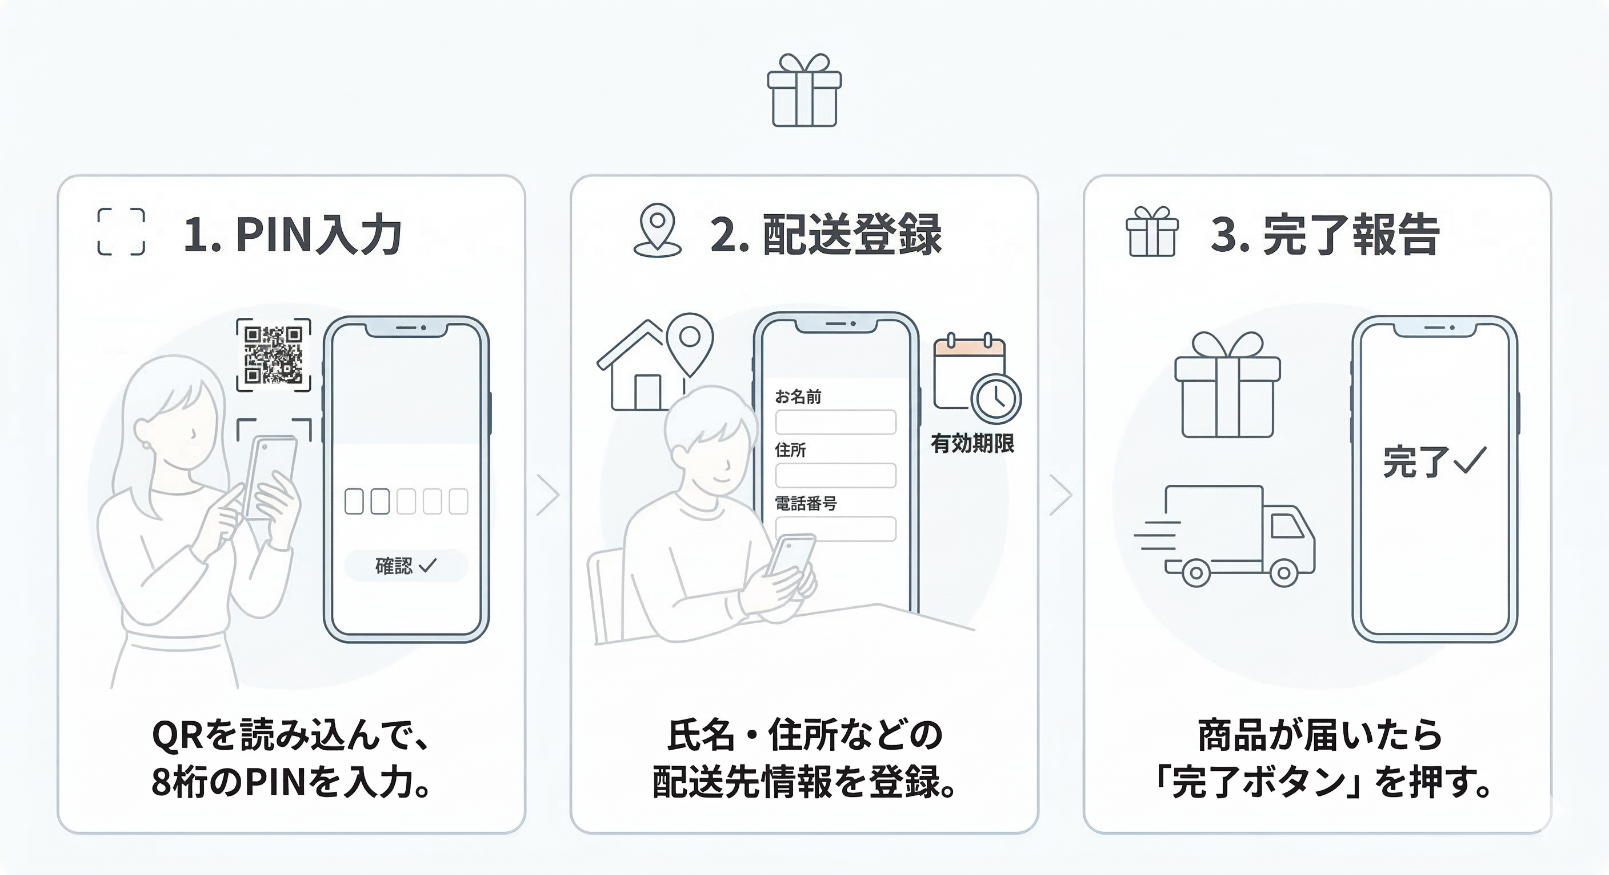 1. PIN入力
確認
QRを読み込んで、
8桁のPINを入力。
2. 配送登録
お名前
住所
電話番号
有効期限
氏名・住所などの
配送先情報を登録。
3. 完了報告
完了
商品が届いたら
「完了ボタン」を押す。